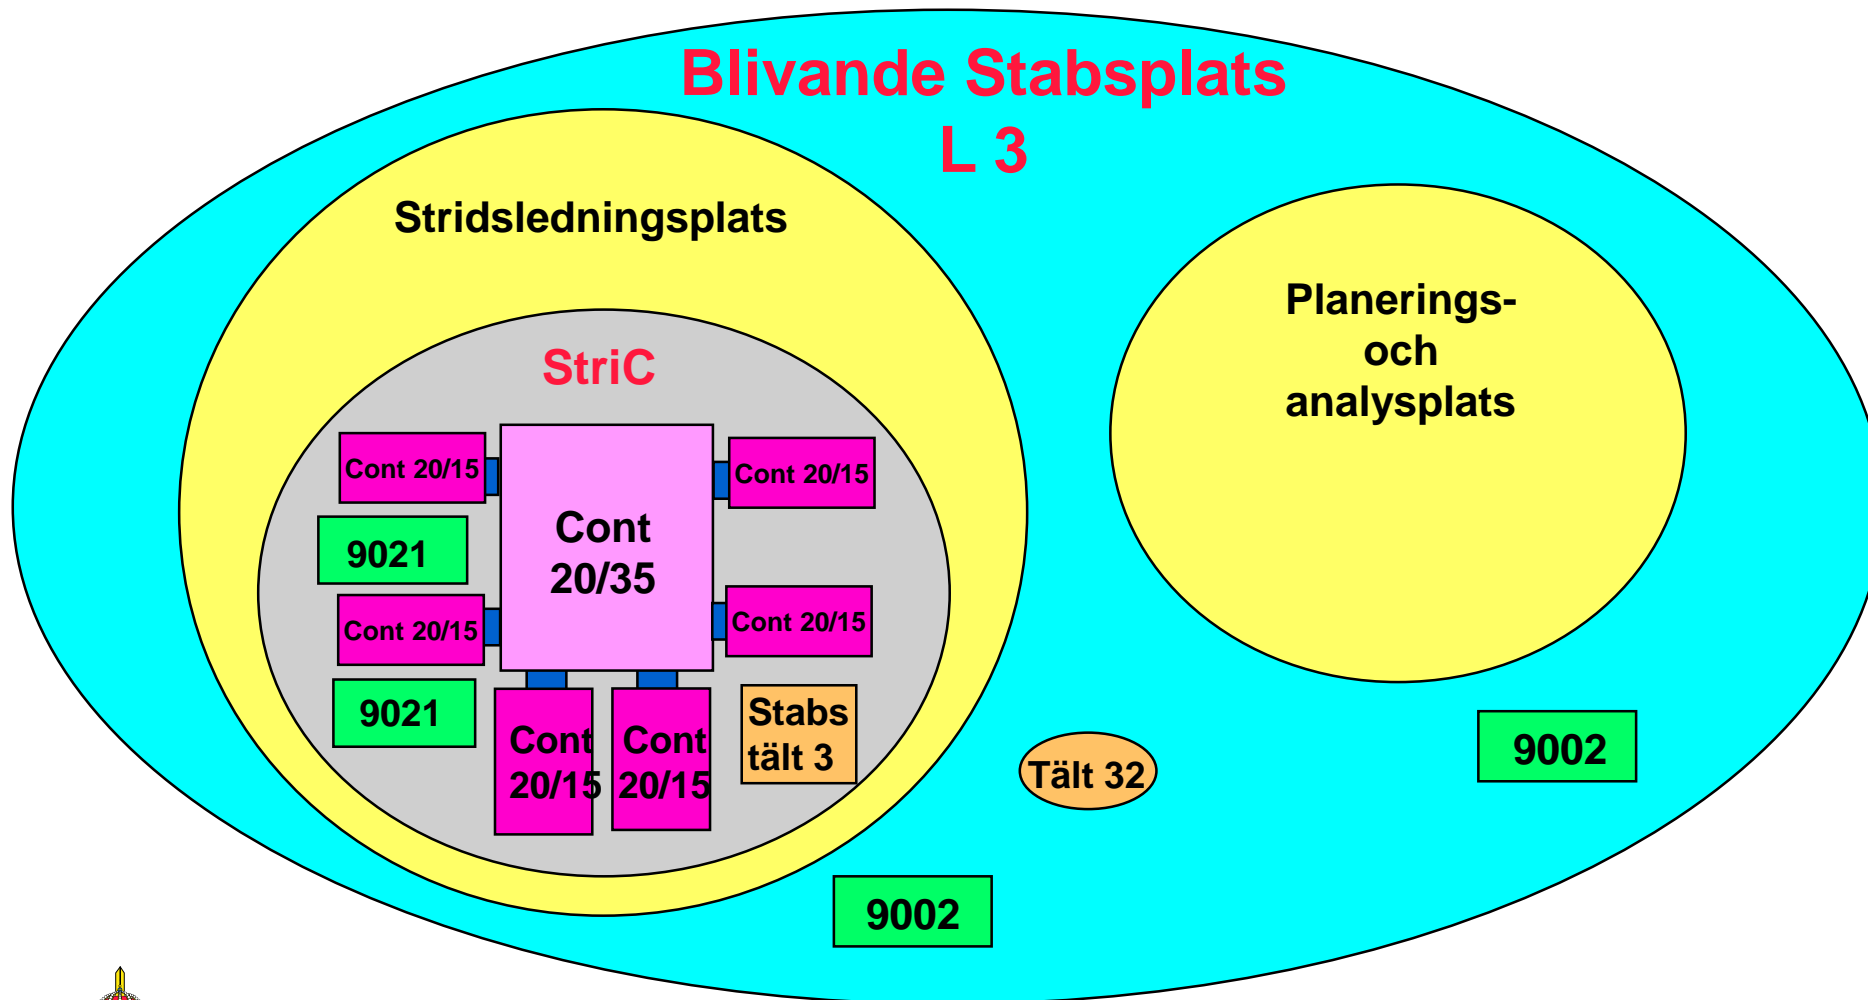 Blivande Stabsplats
L 3
Stridsledningsplats
Planerings-
och
analysplats
StriC
Cont 20/15
Cont 20/15
Cont
20/35
9021
Cont 20/15
Cont 20/15
9021
Cont
20/15
Cont
20/15
Stabs
tält 3
Tält 32
9002
9002